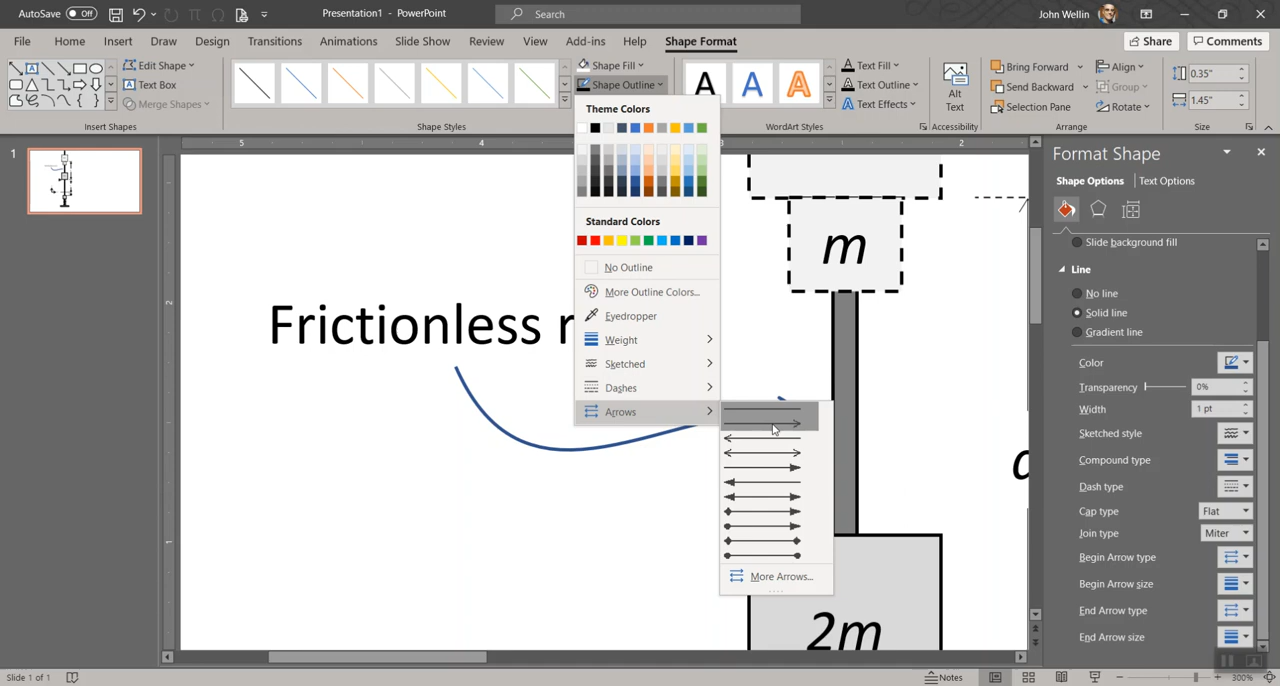 AutoSave Off
Presentation1 - PowerPoint
Search
John Wellin
File Home Insert Draw Design Transitions Animations Slide Show Review View Add-ins Help Shape Format
Share Comments
Edit Shape
Text Box
Merge Shapes
Insert Shapes
Shape Fill
Shape Outline
Shape Styles
A A A
Text Fill
Text Outline
Text Effects
WordArt Styles
Alt
Text
Accessibility
Bring Forward
Send Backward
Selection Pane
Align
Group
Rotate
Arrange
0.35"
1.45"
Size
Theme Colors
Standard Colors
No Outline
More Outline Colors...
Eyedropper
Weight
Sketched
Dashes
Arrows
More Arrows...
1
5 4 3 2
2
1
Frictionless
m
2m
Format Shape
Shape Options Text Options
Slide background fill
Line
No line
Solid line
Gradient line
Color
Transparency 0%
Width 1 pt
Sketched style
Compound type
Dash type
Cap type Flat
Join type Miter
Begin Arrow type
Begin Arrow size
End Arrow type
End Arrow size
Slide 1 of 1
Notes
300%